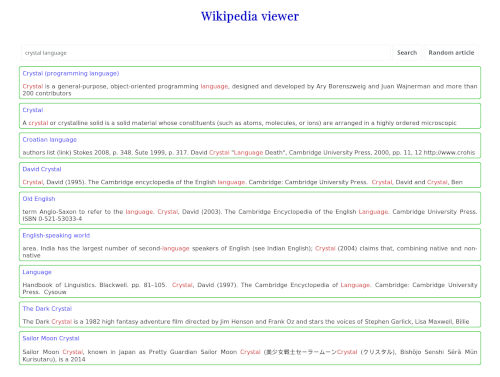 Wikipedia viewer
crystal language Search Random article
Crystal (programming language)
Crystal is a general-purpose, object-oriented programming language, designed and developed by Ary Borenszweig and Juan Wajnerman and more than
200 contributors
Crystal
A crystal or crystalline solid is a solid material whose constituents (such as atoms, molecules, or ions) are arranged in a highly ordered microscopic
Croatian language
authors list (link) Stokes 2008, p. 348. Šute 1999, p. 317. David Crystal "Language Death", Cambridge University Press, 2000, pp. 11, 12 http://www.crohis
David Crystal
Crystal, David (1995). The Cambridge encyclopedia of the English language. Cambridge: Cambridge University Press. Crystal, David and Crystal, Ben
Old English
term Anglo-Saxon to refer to the language. Crystal, David (2003). The Cambridge Encyclopedia of the English Language. Cambridge University Press.
ISBN 0-521-53033-4
English-speaking world
area. India has the largest number of second-language speakers of English (see Indian English); Crystal (2004) claims that, combining native and non-
native
Language
Handbook of Linguistics. Blackwell. pp. 81–105. Crystal, David (1997). The Cambridge Encyclopedia of Language. Cambridge: Cambridge University
Press. Cysouw
The Dark Crystal
The Dark Crystal is a 1982 high fantasy adventure film directed by Jim Henson and Frank Oz and stars the voices of Stephen Garlick, Lisa Maxwell, Billie
Sailor Moon Crystal
Sailor Moon Crystal, known in Japan as Pretty Guardian Sailor Moon Crystal (美少女戦士セーラームーンCrystal (クリスタル), Bishōjo Senshi Sērā Mūn
Kurisutaru), is a 2014